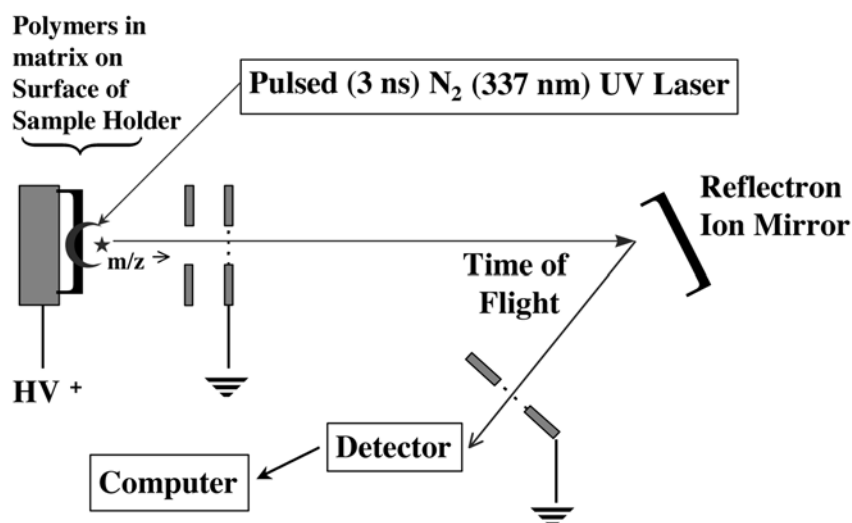 Polymers in
matrix on
Surface of
Sample Holder
Pulsed (3 ns) N₂ (337 nm) UV Laser
Reflectron
Ion Mirror
m/z
Time of
Flight
HV +
Detector
Computer